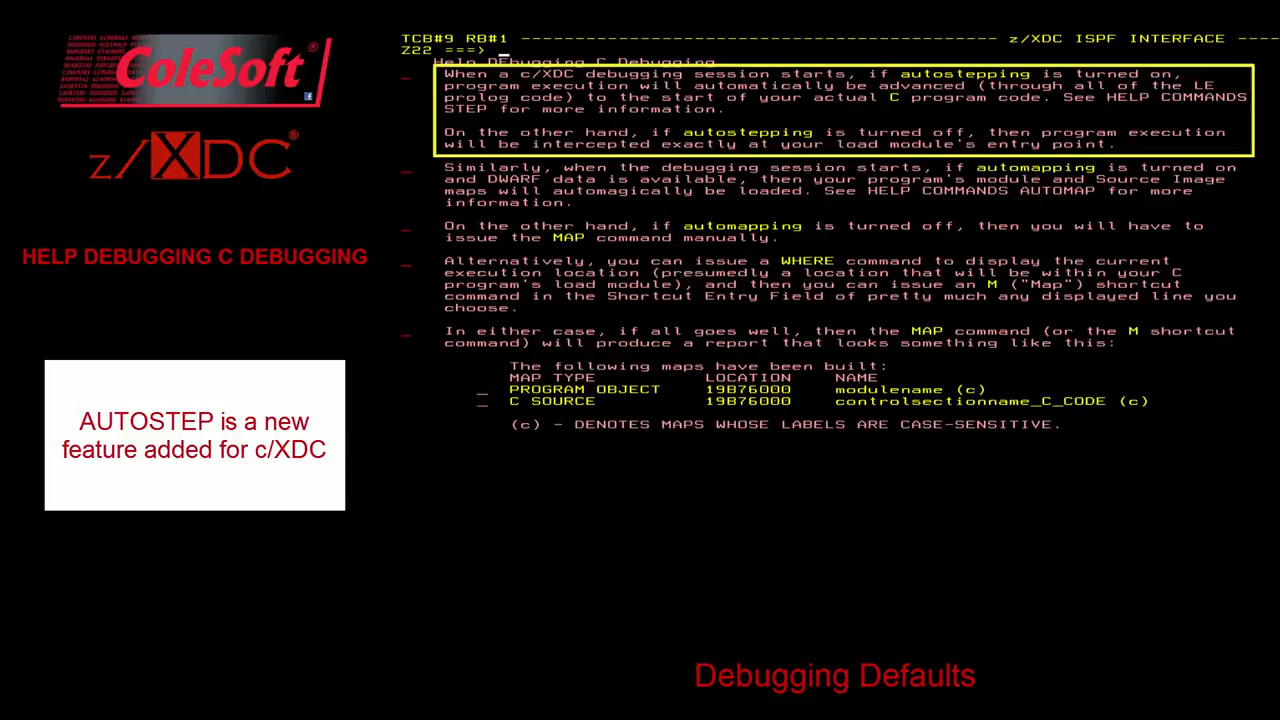 ColeSoft®
z/XDC®
HELP DEBUGGING C DEBUGGING
AUTOSTEP is a new
feature added for c/XDC
TCB#9 RB#1 -------------------------------------------- z/XDC ISPF INTERFACE ----
Z22 ===> _
Help DEbugging C Debugging
_ When a c/XDC debugging session starts, if autostepping is turned on,
program execution will automatically be advanced (through all of the LE
prolog code) to the start of your actual C program code. See HELP COMMANDS
STEP for more information.
On the other hand, if autostepping is turned off, then program execution
will be intercepted exactly at your load module's entry point.
_ Similarly, when the debugging session starts, if automapping is turned on
and DWARF data is available, then your program's module and Source Image
maps will automagically be loaded. See HELP COMMANDS AUTOMAP for more
information.
_ On the other hand, if automapping is turned off, then you will have to
issue the MAP command manually.
_ Alternatively, you can issue a WHERE command to display the current
execution location (presumedly a location that will be within your C
program's load module), and then you can issue an M ("Map") shortcut
command in the Shortcut Entry Field of pretty much any displayed line you
choose.
_ In either case, if all goes well, then the MAP command (or the M shortcut
command) will produce a report that looks something like this:
The following maps have been built:
MAP TYPE LOCATION NAME
_ PROGRAM OBJECT 19B76000 modulename (c)
_ C SOURCE 19B76000 controlsectionname_C_CODE (c)
(c) - DENOTES MAPS WHOSE LABELS ARE CASE-SENSITIVE.
Debugging Defaults